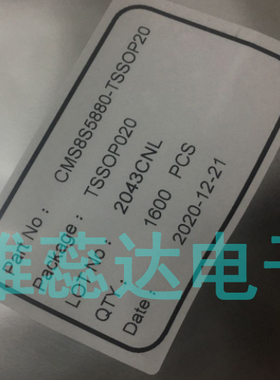 Part No: CMS8S5880-TSSOP20
Package: TSSOP020
LOT No: 2043CNL
QTY: 1600 PCS
Date: 2020-12-21
雅蕊达电子